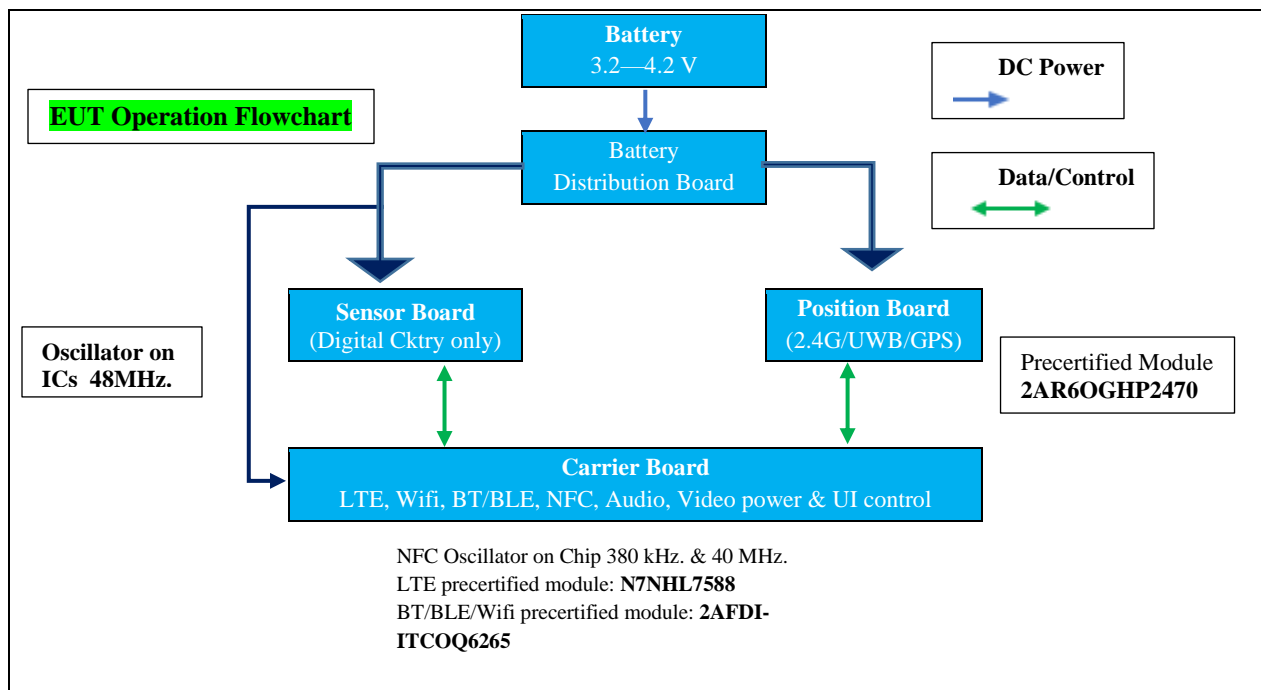 Battery
3.2—4.2 V
DC Power
EUT Operation Flowchart
Battery
Distribution Board
Data/Control
Sensor Board
(Digital Cktry only)
Position Board
(2.4G/UWB/GPS)
Oscillator on
ICs 48MHz.
Precertified Module
2AR6OGHP2470
Carrier Board
LTE, Wifi, BT/BLE, NFC, Audio, Video power & UI control
NFC Oscillator on Chip 380 kHz. & 40 MHz.
LTE precertified module: N7NHL7588
BT/BLE/Wifi precertified module: 2AFDI-
ITCOQ6265